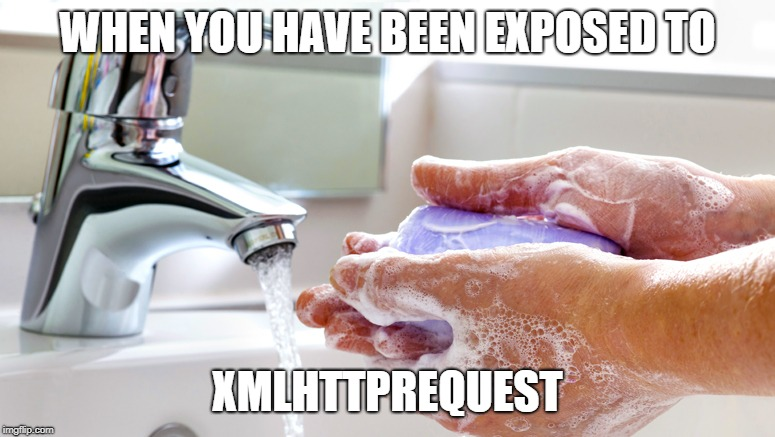 WHEN YOU HAVE BEEN EXPOSED TO
XMLHTTPREQUEST
imgflip.com